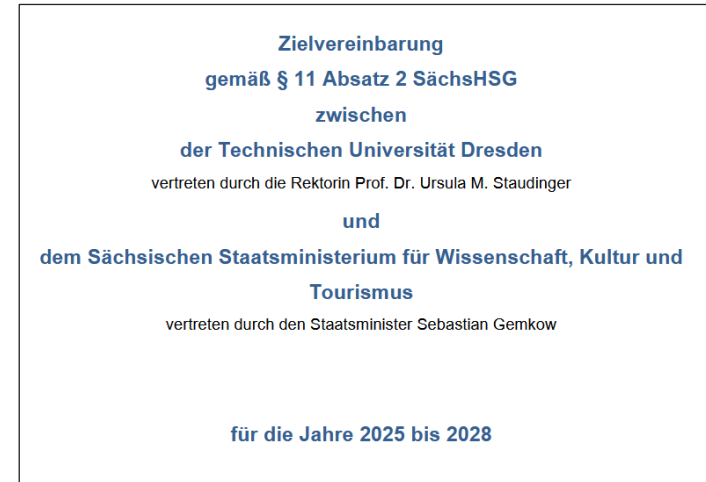 Zielvereinbarung
gemäß § 11 Absatz 2 SächsHSG
zwischen
der Technischen Universität Dresden
vertreten durch die Rektorin Prof. Dr. Ursula M. Staudinger
und
dem Sächsischen Staatsministerium für Wissenschaft, Kultur und
Tourismus
vertreten durch den Staatsminister Sebastian Gemkow
für die Jahre 2025 bis 2028